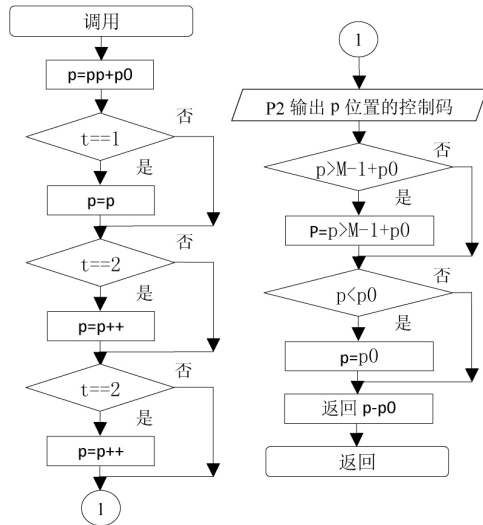 调用
p=pp+p0
t==1
否
是
p=p
t==2
否
是
p=p++
t==2
否
是
p=p++
1
1
P2 输出 p 位置的控制码
p>M-1+p0
否
是
P=p>M-1+p0
p<p0
否
是
p=p0
返回 p-p0
返回